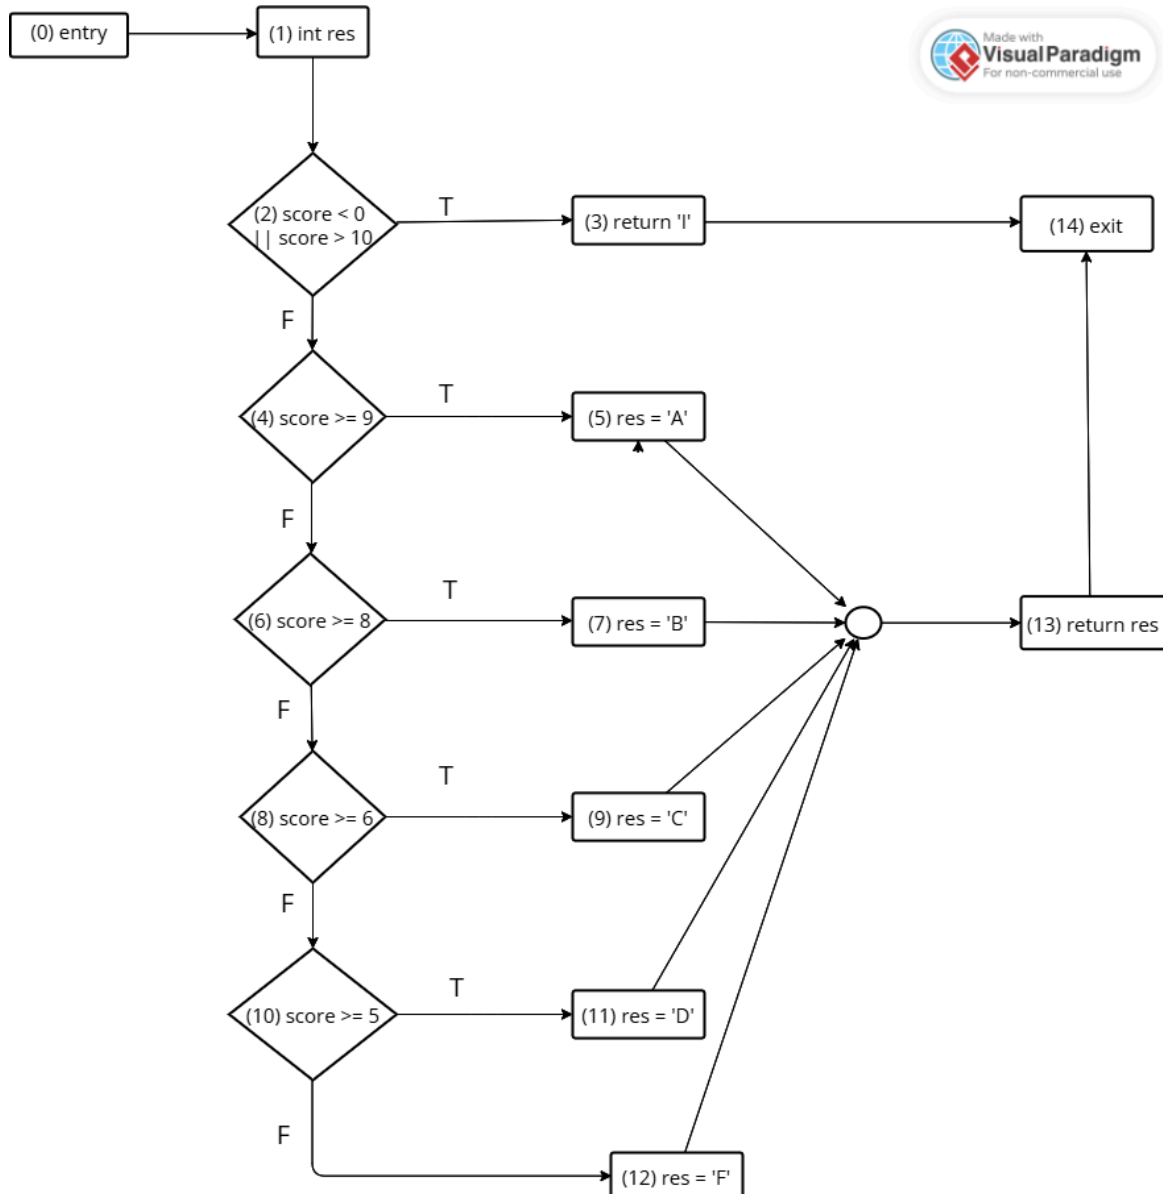 (0) entry
(1) int res
Made with
Visual Paradigm
For non-commercial use
(2) score < 0
|| score > 10
T
(3) return 'I'
(14) exit
F
(4) score >= 9
T
(5) res = 'A'
F
(6) score >= 8
T
(7) res = 'B'
(13) return res
F
(8) score >= 6
T
(9) res = 'C'
F
(10) score >= 5
T
(11) res = 'D'
F
(12) res = 'F'